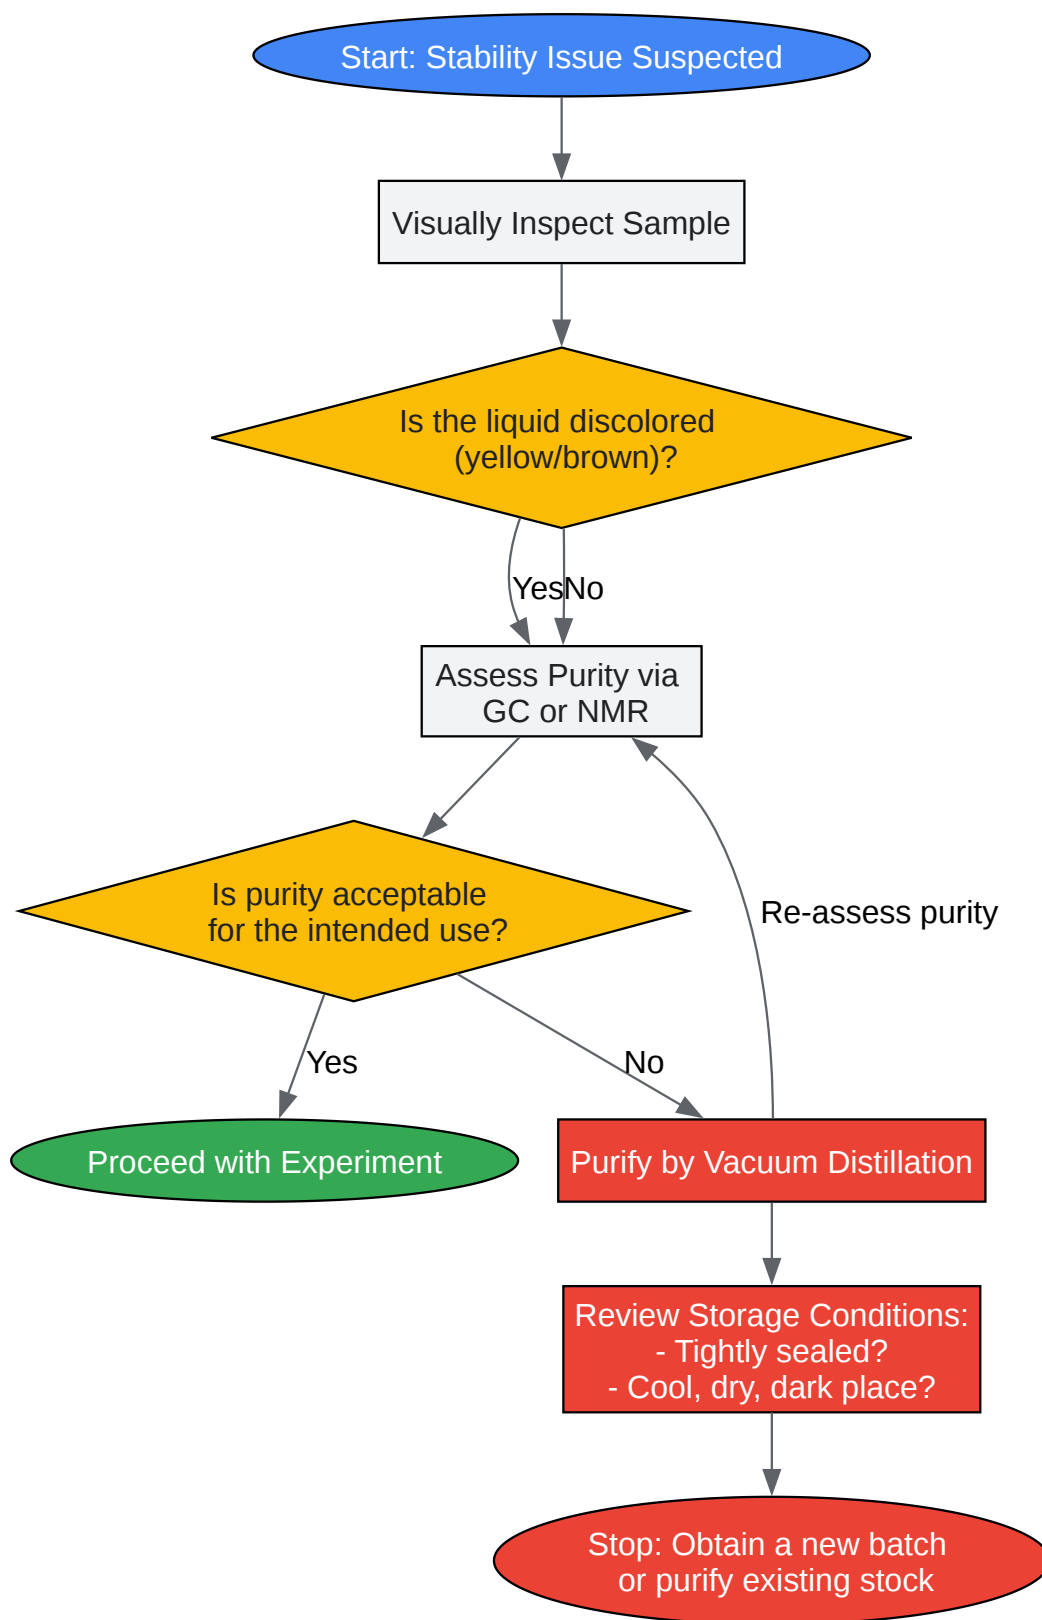 Start: Stability Issue Suspected
Visually Inspect Sample
Is the liquid discolored
(yellow/brown)?
Yes
No
Assess Purity via
GC or NMR
Is purity acceptable
for the intended use?
Re-assess purity
Yes
No
Proceed with Experiment
Purify by Vacuum Distillation
Review Storage Conditions:
- Tightly sealed?
- Cool, dry, dark place?
Stop: Obtain a new batch
or purify existing stock